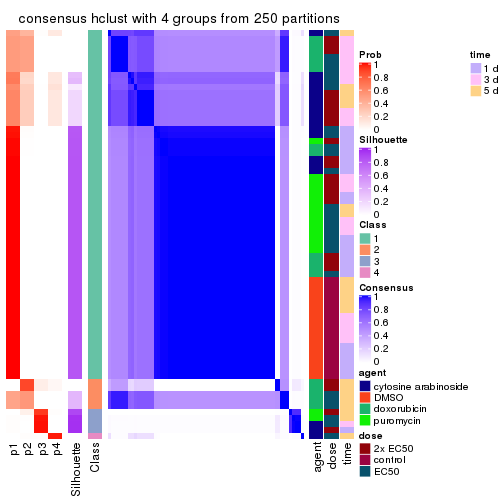 consensus hclust with 4 groups from 250 partitions
Prob
1
0.8
0.6
0.4
0.2
0
time
1 d
3 d
5 d
Silhouette
1
0.8
0.6
0.4
0.2
0
Class
1
2
3
4
Consensus
1
0.8
0.6
0.4
0.2
0
agent
cytosine arabinoside
DMSO
doxorubicin
puromycin
dose
2x EC50
control
EC50
p1
p2
p3
p4
Silhouette
Class
agent
dose
time